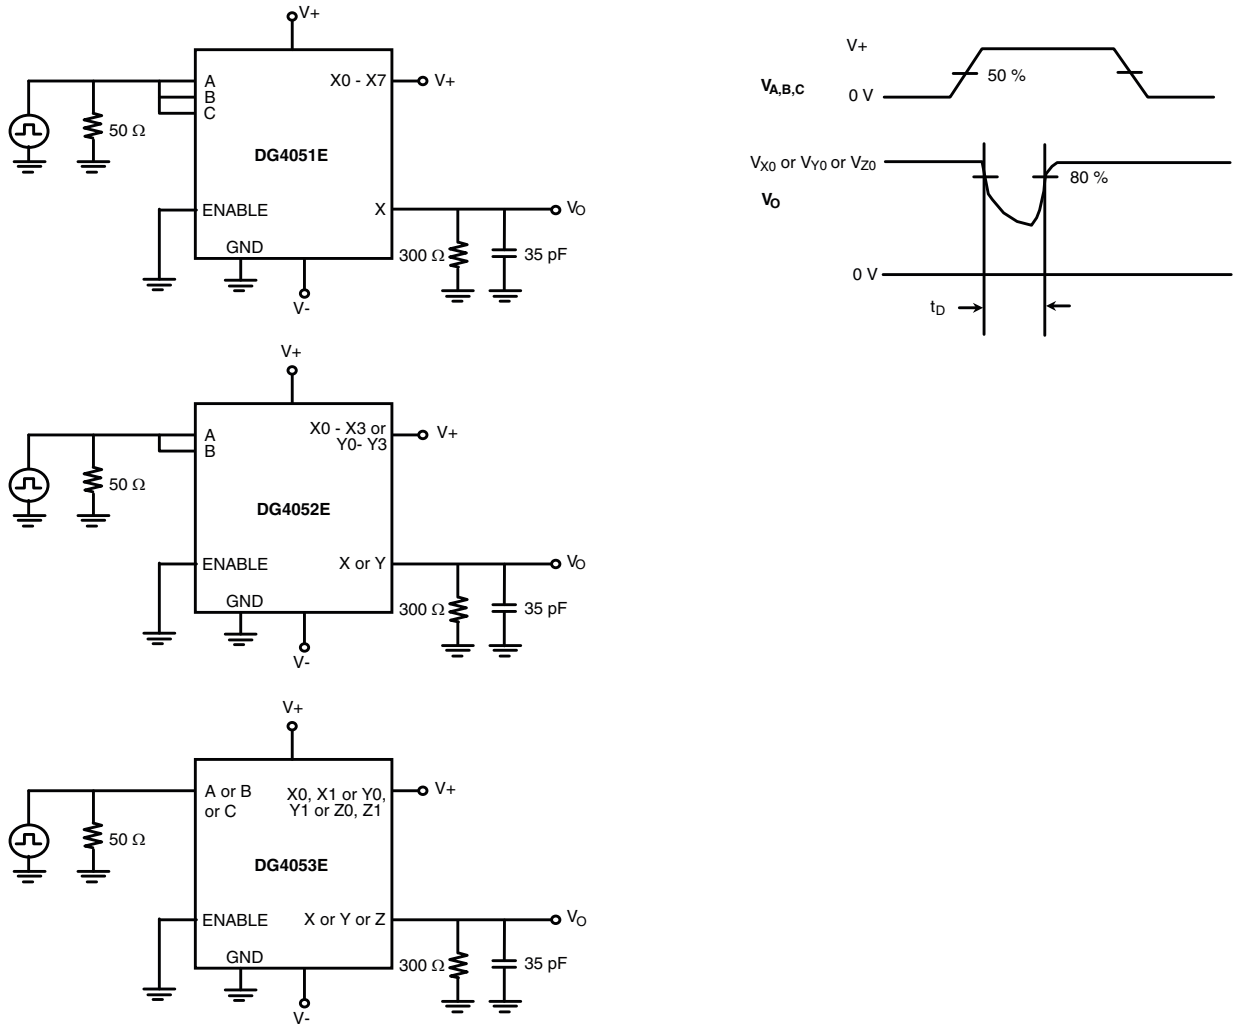 V+
A
B
C
X0 - X7
V+
50 Ω
DG4051E
ENABLE
X
VO
GND
300 Ω
35 pF
V-
V+
50 %
VA,B,C
0 V
VX0 or VY0 or VZ0
80 %
VO
0 V
tD
V+
A
B
X0 - X3 or
Y0- Y3
V+
50 Ω
DG4052E
ENABLE
X or Y
VO
GND
300 Ω
35 pF
V-
V+
A or B
or C
X0, X1 or Y0,
Y1 or Z0, Z1
V+
50 Ω
DG4053E
ENABLE
X or Y or Z
VO
GND
300 Ω
35 pF
V-